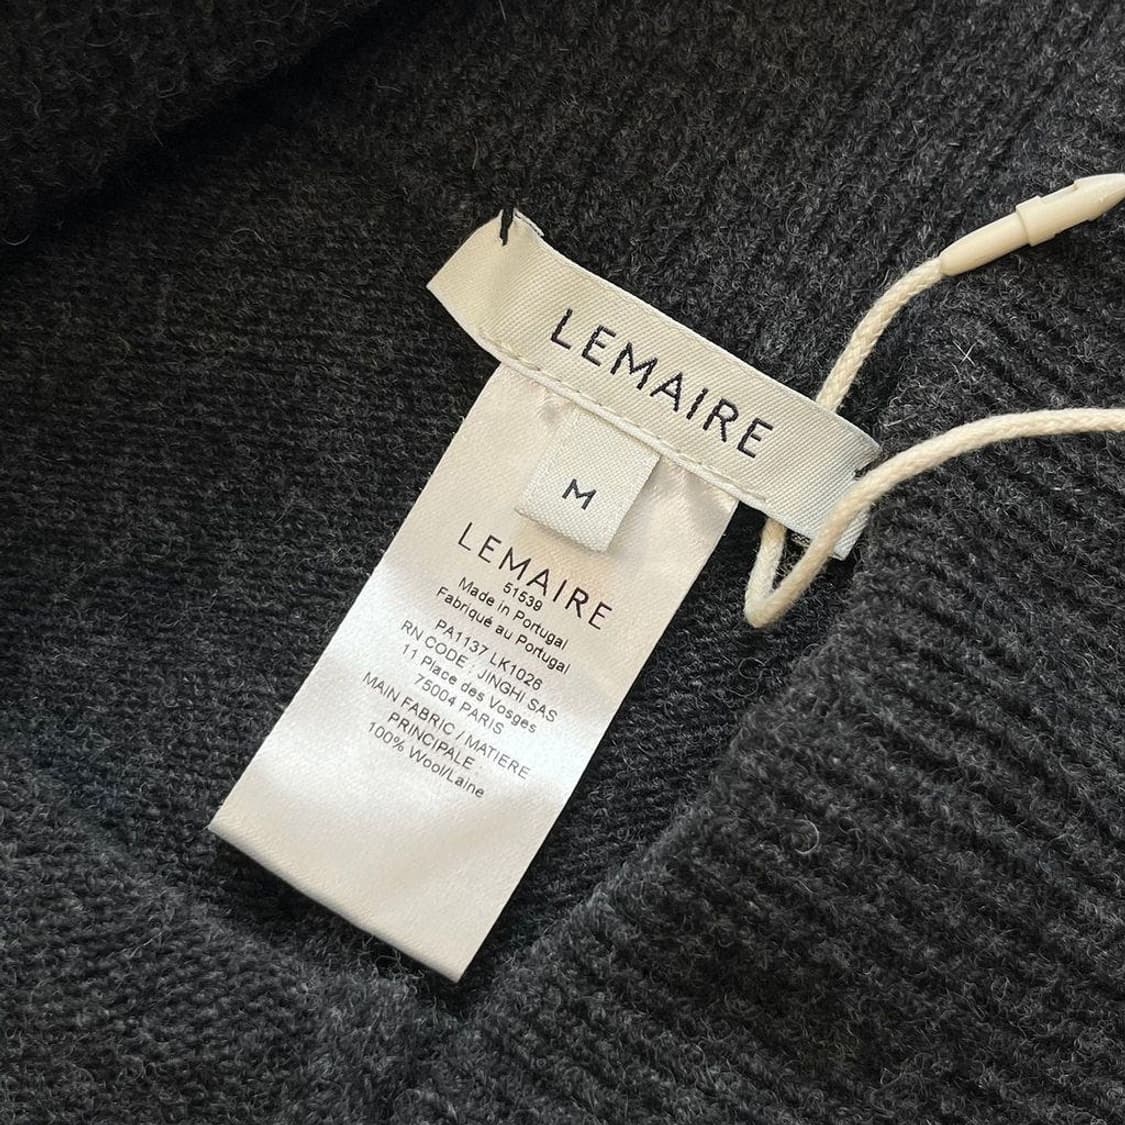 LEMAIRE
M
LEMAIRE
51539
Made in Portugal
Fabriqué au Portugal
PA1137 LK1026
RN CODE : JINGHI SAS
11 Place des Vosges
75004 PARIS
MAIN FABRIC / MATIERE
PRINCIPALE :
100% Wool/Laine